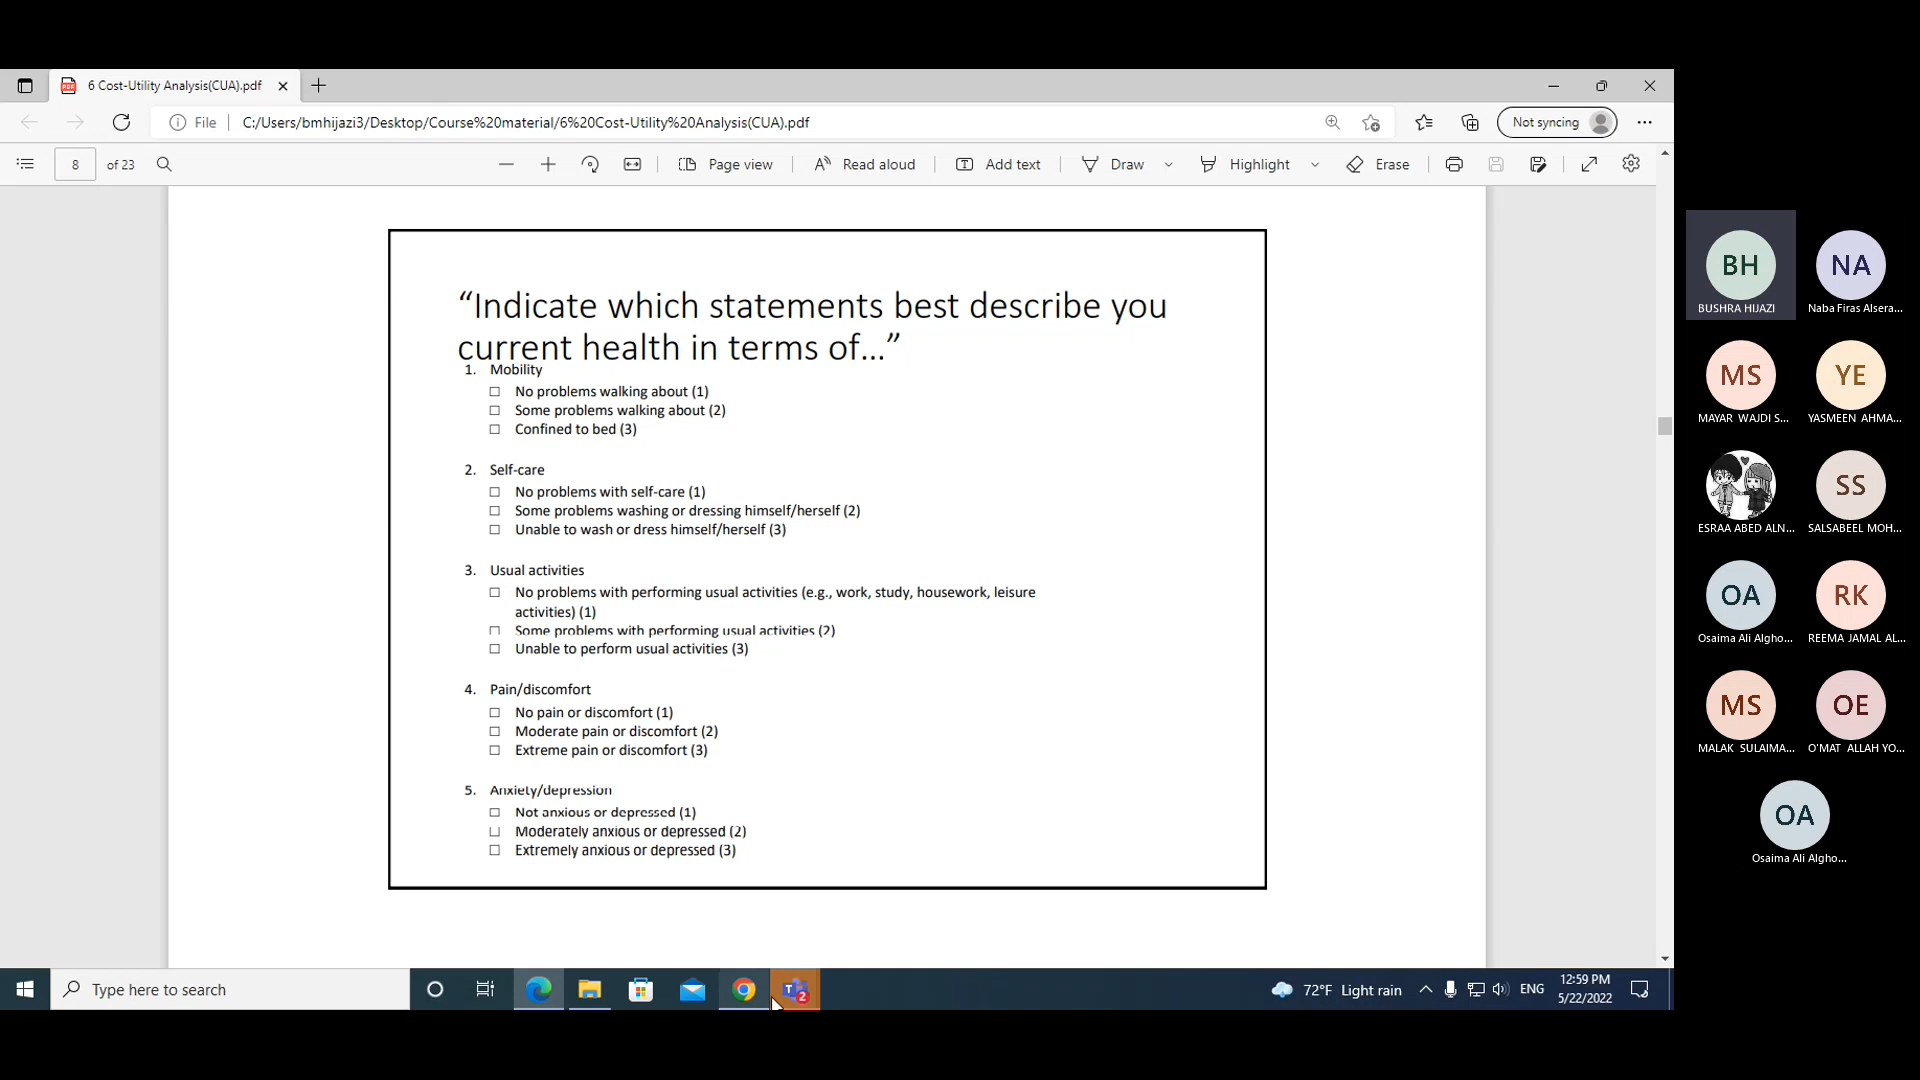 6 Cost-Utility Analysis(CUA).pdf
File
C:/Users/bmhijazi3/Desktop/Course%20material/6%20Cost-Utility%20Analysis(CUA).pdf
Not syncing
8 of 23
Page view
Read aloud
Add text
Draw
Highlight
Erase
“Indicate which statements best describe you
current health in terms of…”
1. Mobility
No problems walking about (1)
Some problems walking about (2)
Confined to bed (3)
2. Self-care
No problems with self-care (1)
Some problems washing or dressing himself/herself (2)
Unable to wash or dress himself/herself (3)
3. Usual activities
No problems with performing usual activities (e.g., work, study, housework, leisure
activities) (1)
Some problems with performing usual activities (2)
Unable to perform usual activities (3)
4. Pain/discomfort
No pain or discomfort (1)
Moderate pain or discomfort (2)
Extreme pain or discomfort (3)
5. Anxiety/depression
Not anxious or depressed (1)
Moderately anxious or depressed (2)
Extremely anxious or depressed (3)
BH
BUSHRA HIJAZI
NA
Naba Firas Alsera...
MS
MAYAR WAJDI S...
YE
YASMEEN AHMA...
ESRAA ABED ALN...
SS
SALSABEEL MOH...
OA
Osaima Ali Algho...
RK
REEMA JAMAL AL...
MS
MALAK SULAIMA...
OE
O'MAT ALLAH YO...
OA
Osaima Ali Algho...
Type here to search
2
72°F Light rain
ENG
12:59 PM
5/22/2022